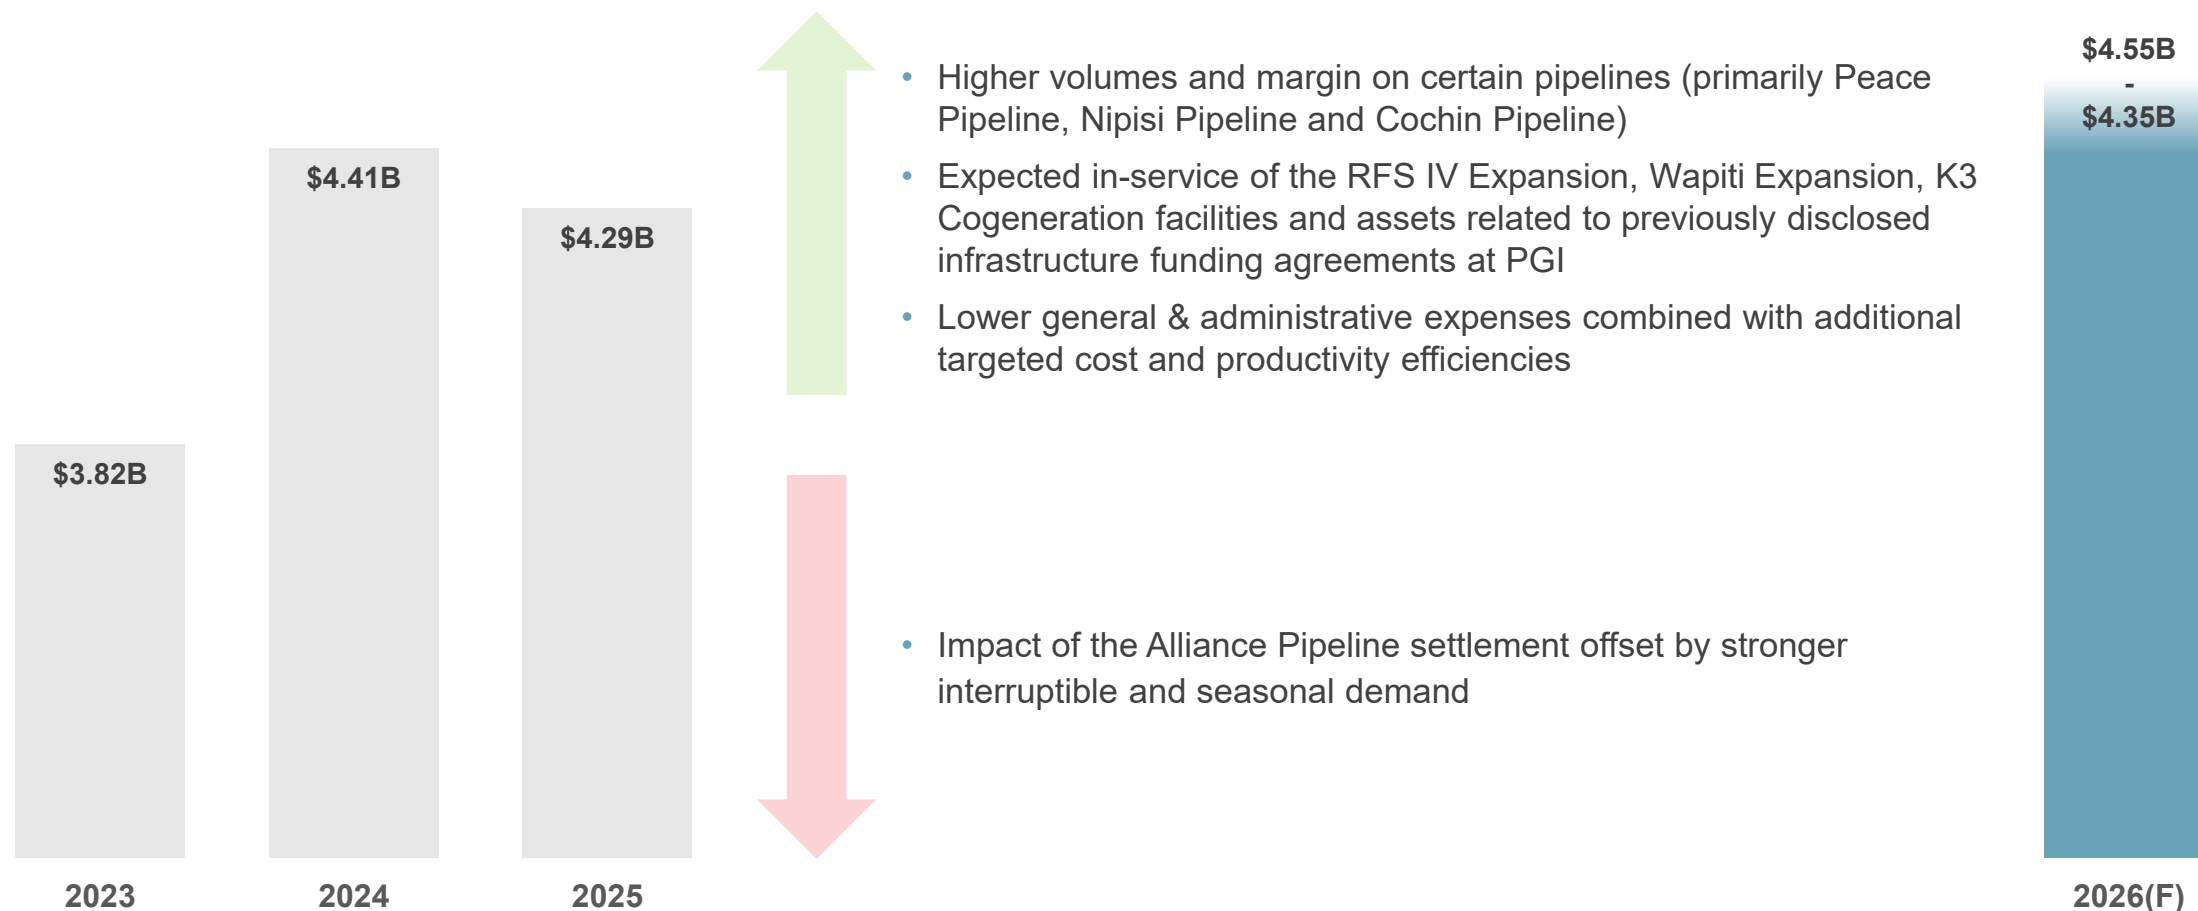 $3.82B
2023
$4.41B
2024
$4.29B
2025
• Higher volumes and margin on certain pipelines (primarily Peace
Pipeline, Nipisi Pipeline and Cochin Pipeline)
• Expected in-service of the RFS IV Expansion, Wapiti Expansion, K3
Cogeneration facilities and assets related to previously disclosed
infrastructure funding agreements at PGI
• Lower general & administrative expenses combined with additional
targeted cost and productivity efficiencies
• Impact of the Alliance Pipeline settlement offset by stronger
interruptible and seasonal demand
$4.55B
-
$4.35B
2026(F)